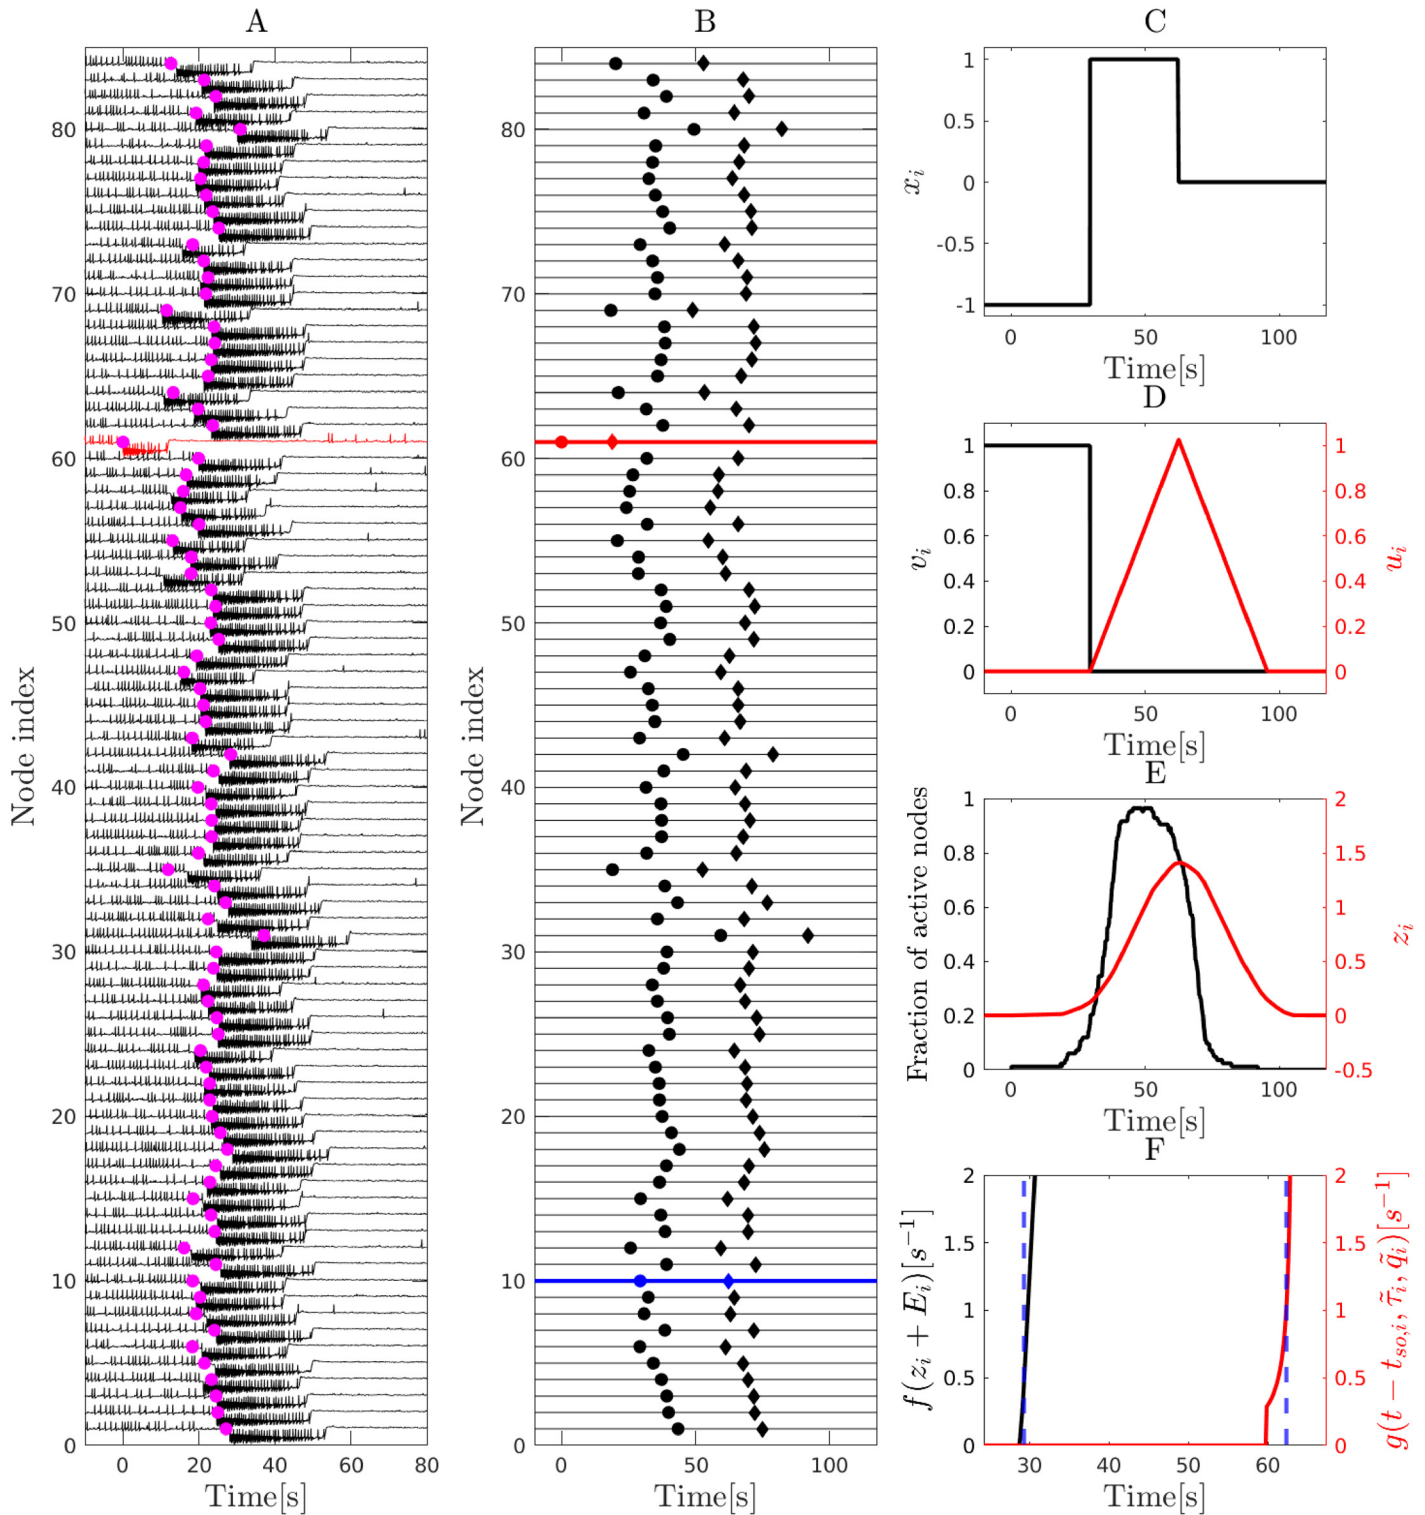 A
Node index
80
70
60
50
40
30
20
10
0
0 20 40 60 80
Time[s]
B
Node index
80
70
60
50
40
30
20
10
0
0 50 100
Time[s]
C
x_i
1
0.5
0
-0.5
-1
0 50 100
Time[s]
D
v_i
1
0.8
0.6
0.4
0.2
0
u_i
1
0.8
0.6
0.4
0.2
0
0 50 100
Time[s]
E
Fraction of active nodes
1
0.8
0.6
0.4
0.2
0
z_i
2
1.5
1
0.5
0
-0.5
0 50 100
Time[s]
F
f(z_i + E_i)[s^{-1}]
2
1.5
1
0.5
0
g(t − t_{so,i}, τ̃_i, q̃_i)[s^{-1}]
2
1.5
1
0.5
0
30 40 50 60
Time[s]